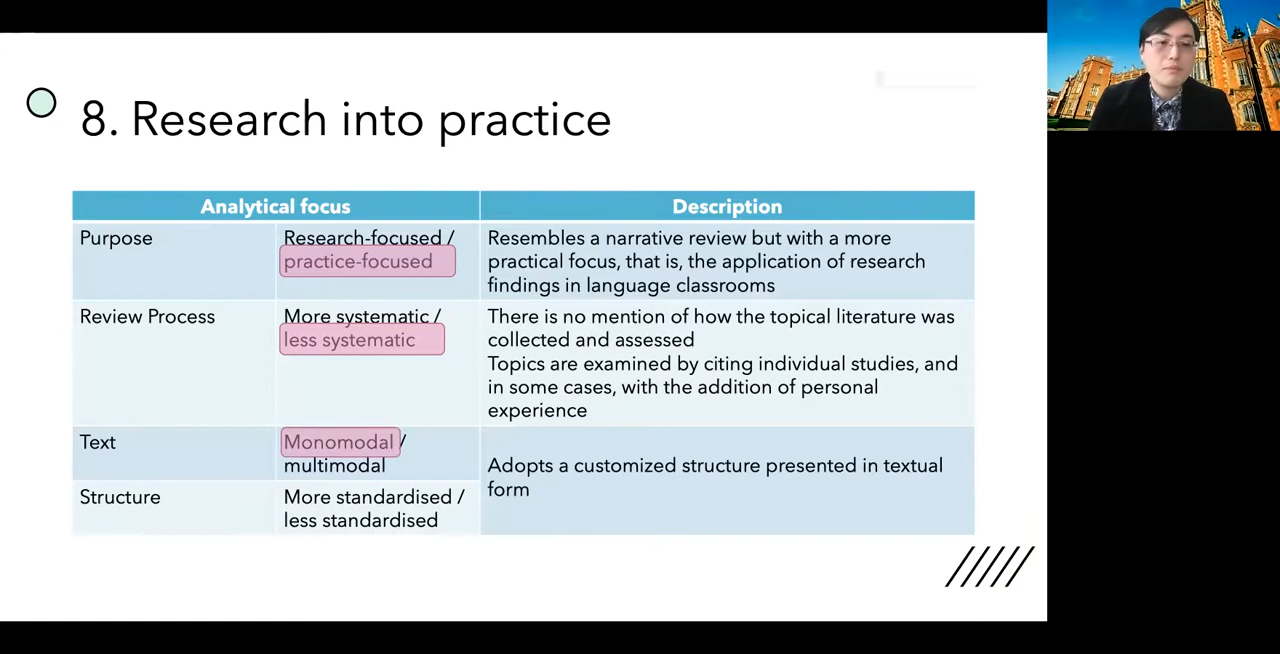 8. Research into practice
Analytical focus
Description
Purpose
Research-focused /
practice-focused
Resembles a narrative review but with a more
practical focus, that is, the application of research
findings in language classrooms
Review Process
More systematic /
less systematic
There is no mention of how the topical literature was
collected and assessed
Topics are examined by citing individual studies, and
in some cases, with the addition of personal
experience
Text
Monomodal /
multimodal
Adopts a customized structure presented in textual
form
Structure
More standardised /
less standardised